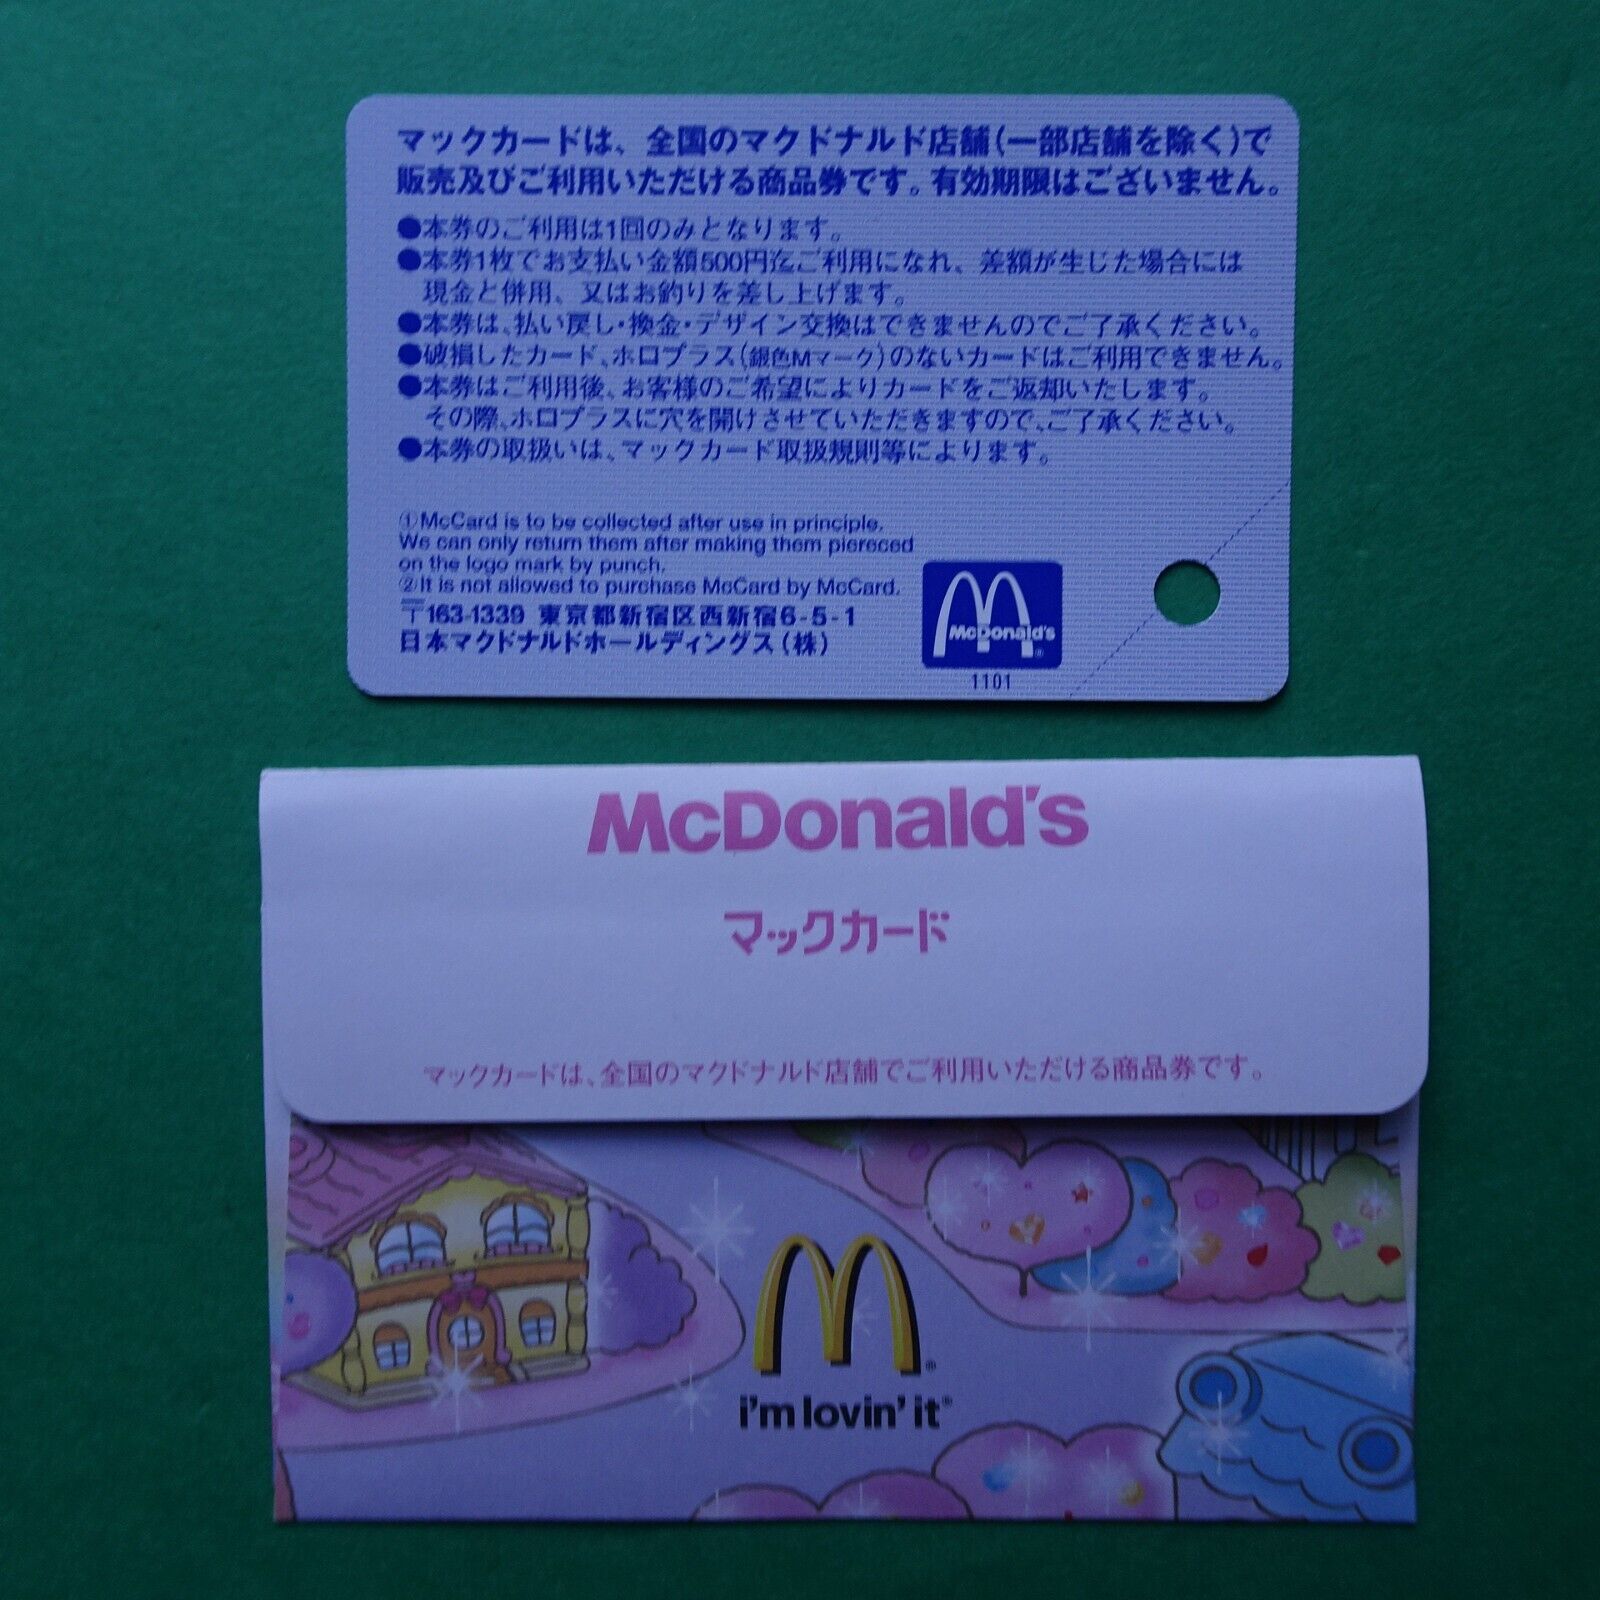 マックカードは、全国のマクドナルド店舗(一部店舗を除く)で
販売及びご利用いただける商品券です。有効期限はございません。
●本券のご利用は1回のみとなります。
●本券1枚でお支払い金額500円迄ご利用になれ、差額が生じた場合には
現金と併用、又はお釣りを差し上げます。
●本券は、払い戻し・換金・デザイン交換はできませんのでご了承ください。
●破損したカード、ホロプラス(銀色Mマーク)のないカードはご利用できません。
●本券はご利用後、お客様のご希望によりカードをご返却いたします。
その際、ホロプラスに穴を開けさせていただきますので、ご了承ください。
●本券の取扱いは、マックカード取扱規則等によります。
①McCard is to be collected after use in principle.
We can only return them after making them piereced
on the logo mark by punch.
②It is not allowed to purchase McCard by McCard.
〒163-1339 東京都新宿区西新宿6-5-1
日本マクドナルドホールディングス(株)
McDonald's®
1101
McDonald's
マックカード
マックカードは、全国のマクドナルド店舗でご利用いただける商品券です。
®
i'm lovin' it®